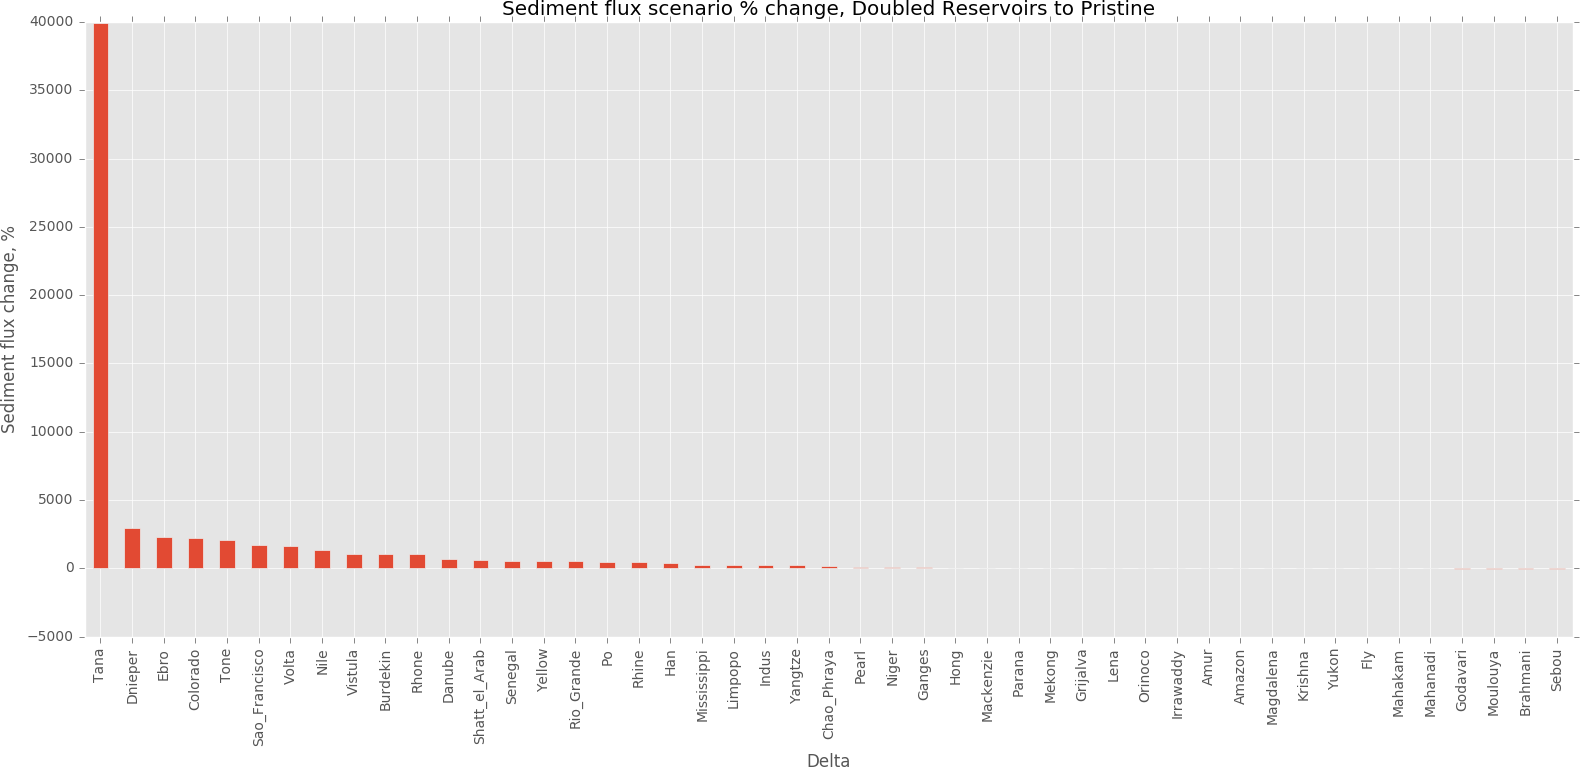 Sediment flux scenario % change, Doubled Reservoirs to Pristine
40000
35000
30000
25000
20000
15000
10000
5000
0
−5000
Sediment flux change, %
Tana
Dnieper
Ebro
Colorado
Tone
Sao_Francisco
Volta
Nile
Vistula
Burdekin
Rhone
Danube
Shatt_el_Arab
Senegal
Yellow
Rio_Grande
Po
Rhine
Han
Mississippi
Limpopo
Indus
Yangtze
Chao_Phraya
Pearl
Niger
Ganges
Hong
Mackenzie
Parana
Mekong
Grijalva
Lena
Orinoco
Irrawaddy
Amur
Amazon
Magdalena
Krishna
Yukon
Fly
Mahakam
Mahanadi
Godavari
Moulouya
Brahmani
Sebou
Delta